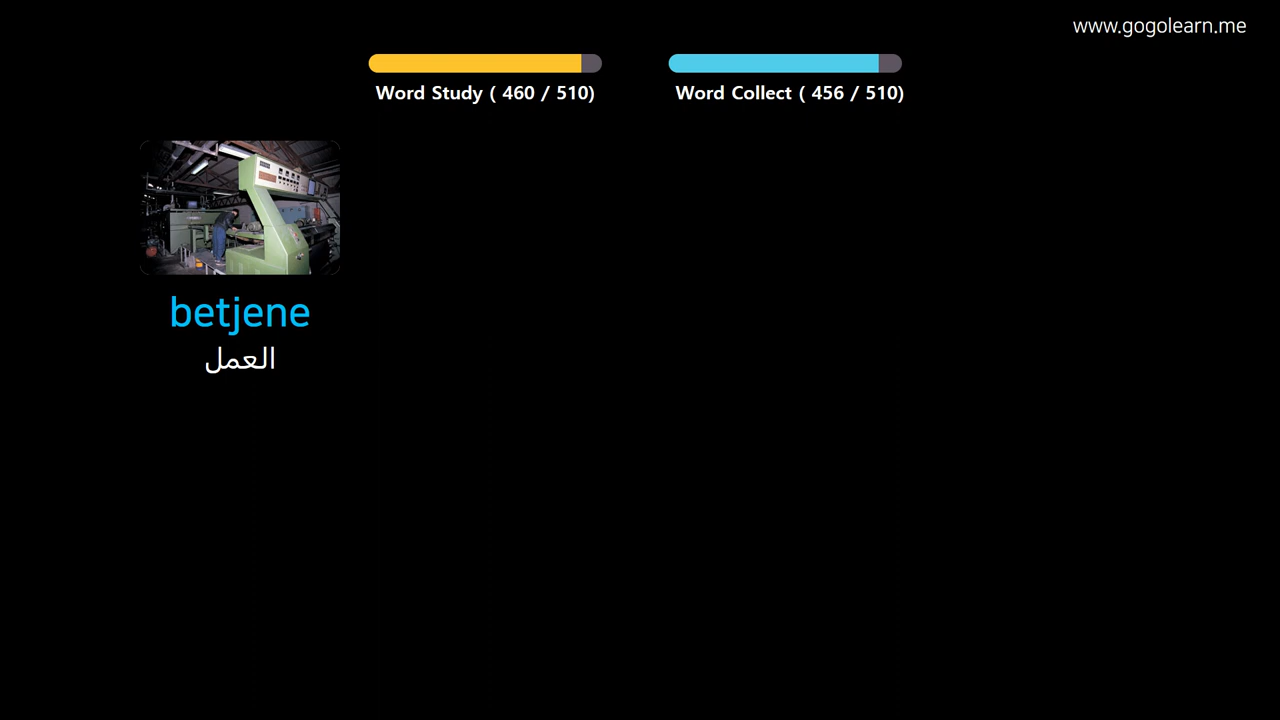 www.gogolearn.me
Word Study ( 460 / 510)
Word Collect ( 456 / 510)
betjene
العمل